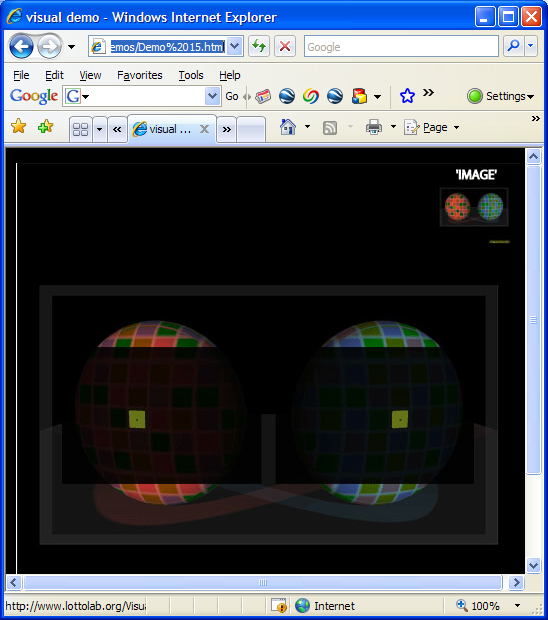 visual demo - Windows Internet Explorer
emos/Demo%2015.htm
Google
File Edit View Favorites Tools Help
Google G Go Settings
visual ... Page
'IMAGE'
http://www.lottolab.org/Visua Internet 100%